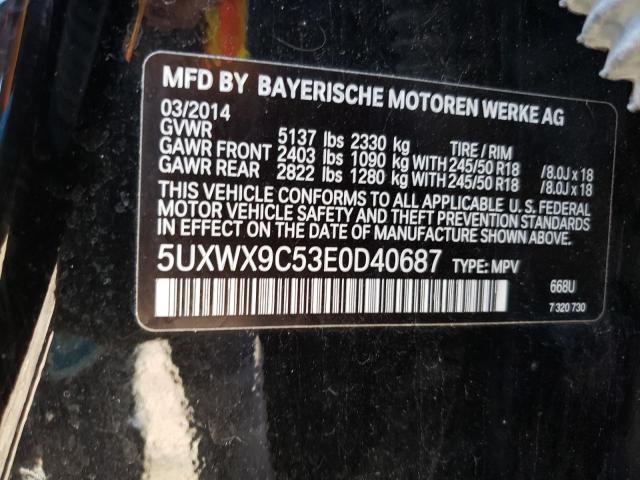 MFD BY BAYERISCHE MOTOREN WERKE AG
03/2014
GVWR 5137 lbs 2330 kg TIRE / RIM
GAWR FRONT 2403 lbs 1090 kg WITH 245/50 R18 /8.0J x 18
GAWR REAR 2822 lbs 1280 kg WITH 245/50 R18 /8.0J x 18
THIS VEHICLE CONFORMS TO ALL APPLICABLE U. S. FEDERAL
MOTOR VEHICLE SAFETY AND THEFT PREVENTION STANDARDS
IN EFFECT ON THE DATE OF MANUFACTURE SHOWN ABOVE.
5UXWX9C53E0D40687 TYPE: MPV
668U
7 320 730